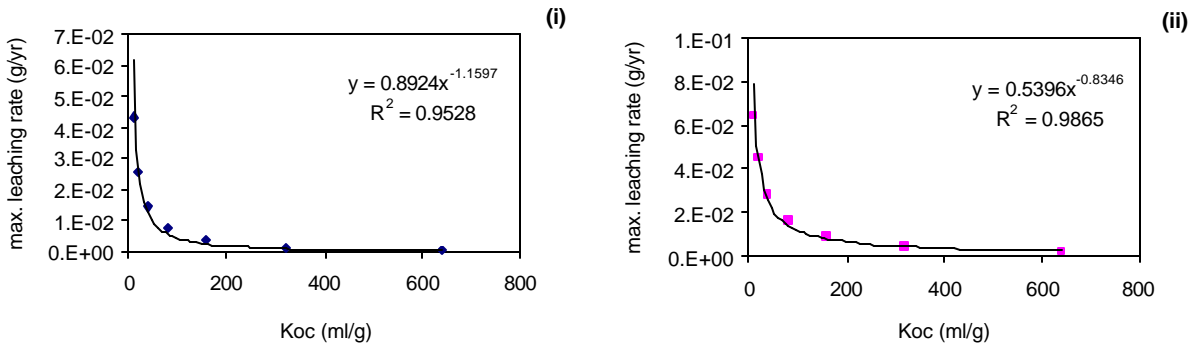 (i)
max. leaching rate (g/yr)
7.E-02
6.E-02
5.E-02
4.E-02
3.E-02
2.E-02
1.E-02
0.E+00
y = 0.8924x^-1.1597
R^2 = 0.9528
0 200 400 600 800
Koc (ml/g)
(ii)
max. leaching rate (g/yr)
1.E-01
8.E-02
6.E-02
4.E-02
2.E-02
0.E+00
y = 0.5396x^-0.8346
R^2 = 0.9865
0 200 400 600 800
Koc (ml/g)